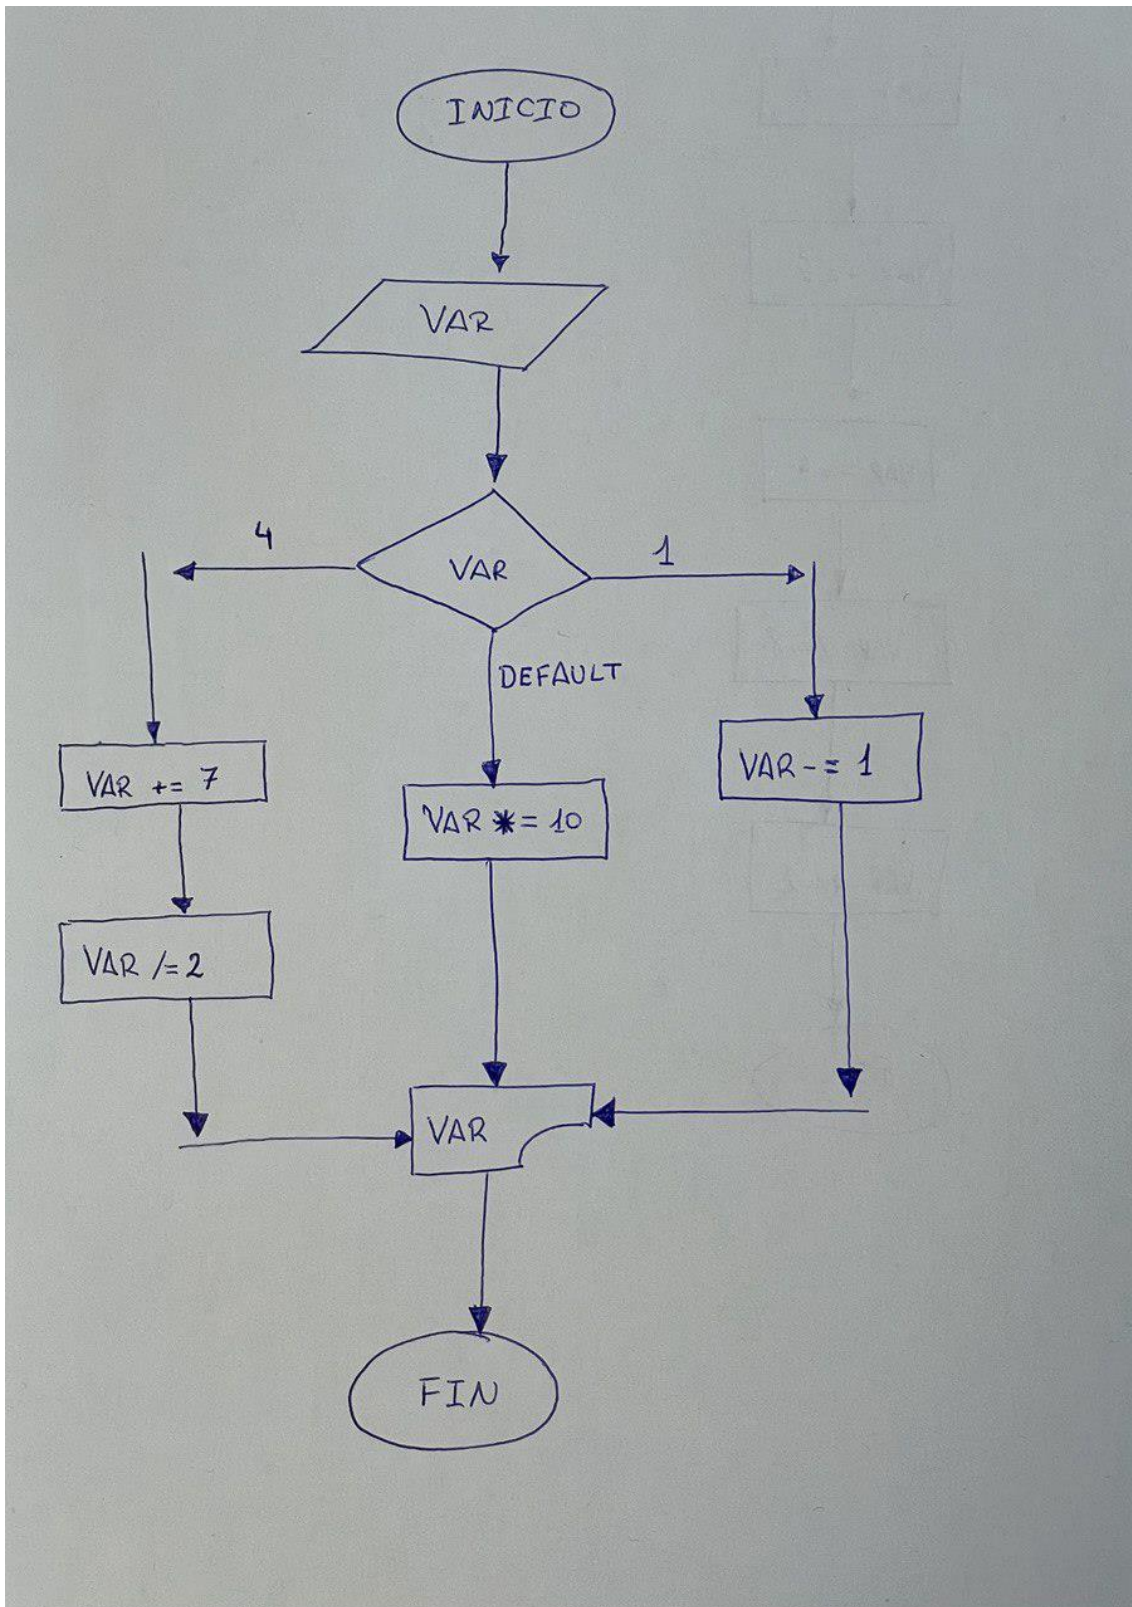 INICIO
VAR
4
VAR
1
DEFAULT
VAR += 7
VAR *= 10
VAR -= 1
VAR /= 2
VAR
FIN